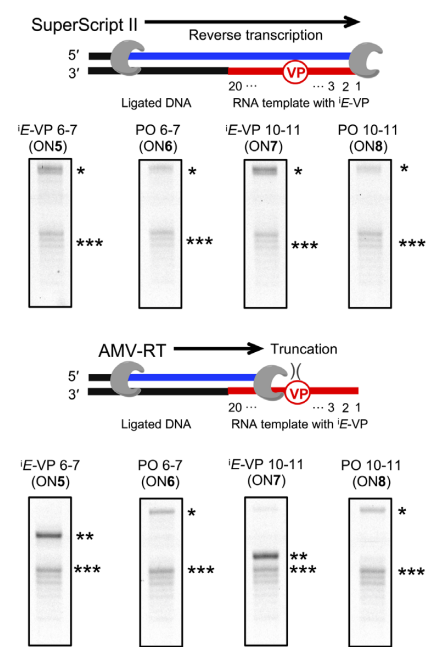 SuperScript II
Reverse transcription
5′
3′
VP
20 ··· ··· 3 2 1
Ligated DNA RNA template with ⁱE-VP
ⁱE-VP 6-7 PO 6-7 ⁱE-VP 10-11 PO 10-11
(ON5) (ON6) (ON7) (ON8)
* * * *
*** *** *** ***
AMV-RT Truncation
5′
3′
VP
20 ··· ··· 3 2 1
Ligated DNA RNA template with ⁱE-VP
ⁱE-VP 6-7 PO 6-7 ⁱE-VP 10-11 PO 10-11
(ON5) (ON6) (ON7) (ON8)
* *
** **
*** *** *** ***